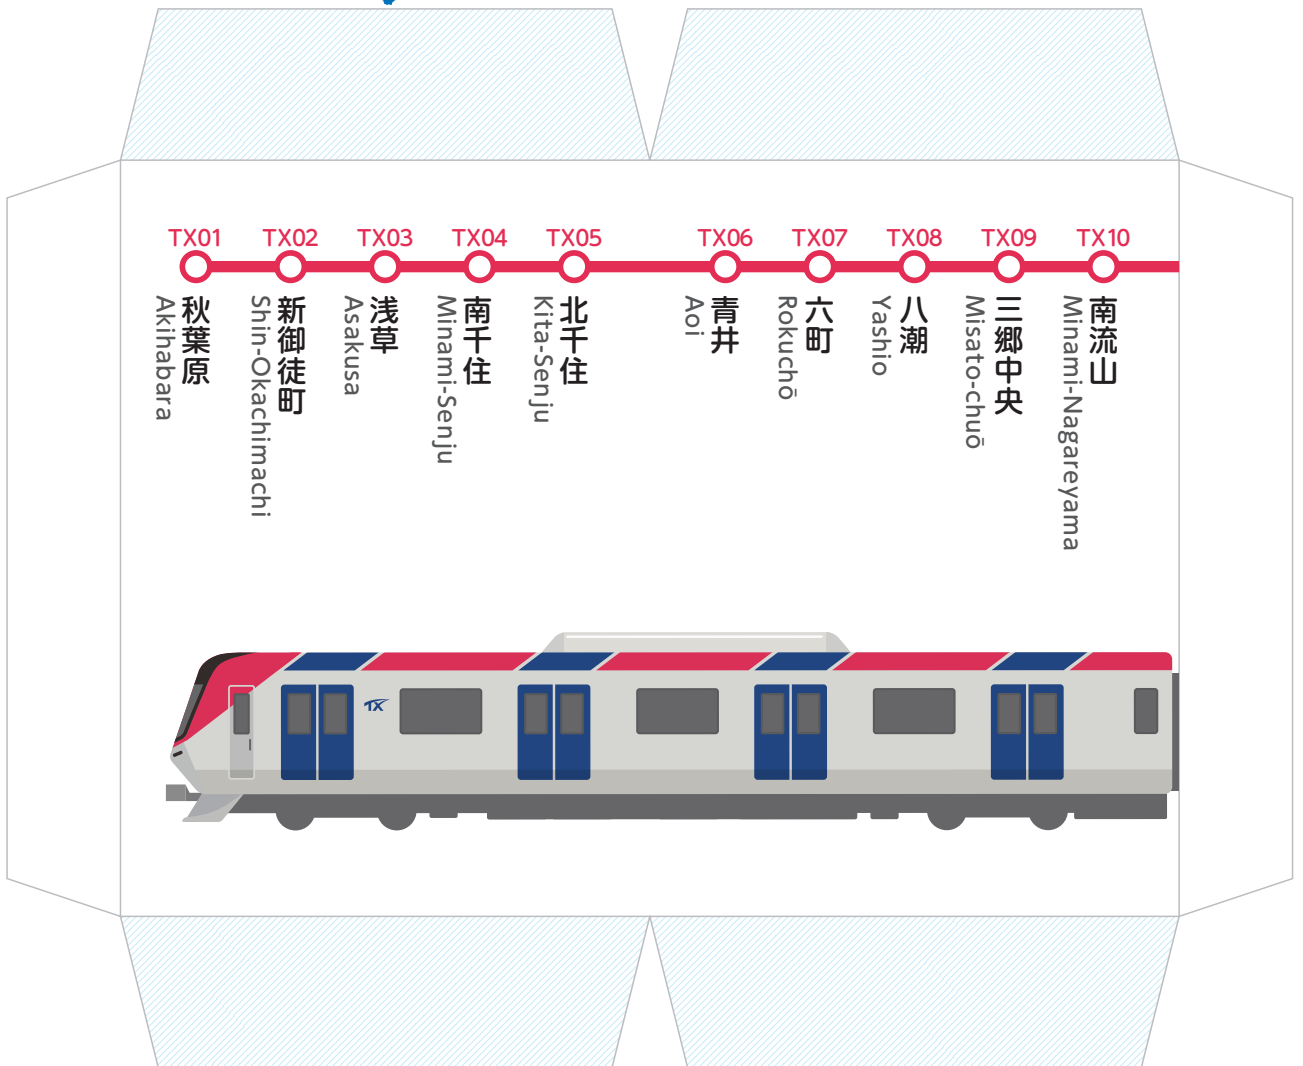 TX01 TX02 TX03 TX04 TX05 TX06 TX07 TX08 TX09 TX10
秋葉原
Akihabara
新御徒町
Shin-Okachimachi
浅草
Asakusa
南千住
Minami-Senju
北千住
Kita-Senju
青井
Aoi
六町
Rokuchō
八潮
Yashio
三郷中央
Misato-chuō
南流山
Minami-Nagareyama
TX